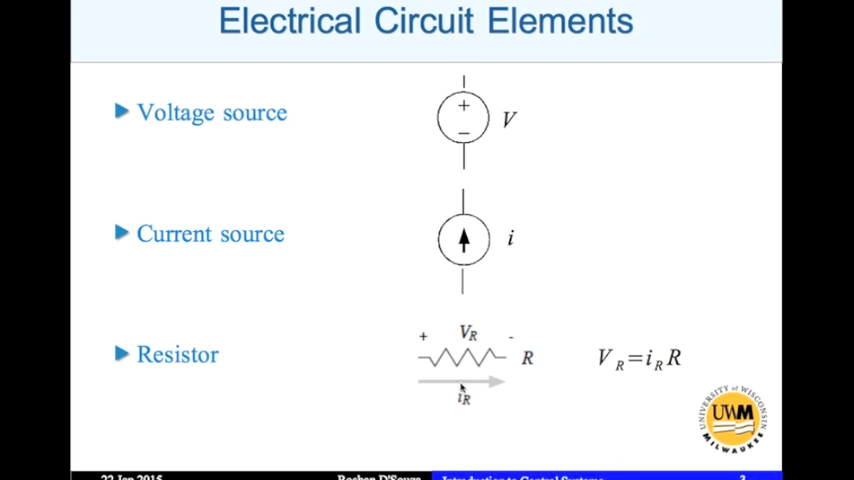 Electrical Circuit Elements
Voltage source
+
−
V
Current source
i
Resistor
+ V_R -
R
i_R
V_R=i_R R
UNIVERSITY of WISCONSIN
UWM
MILWAUKEE
22 Jan 2015 Roshan D'Souza Introduction to Control Systems 3